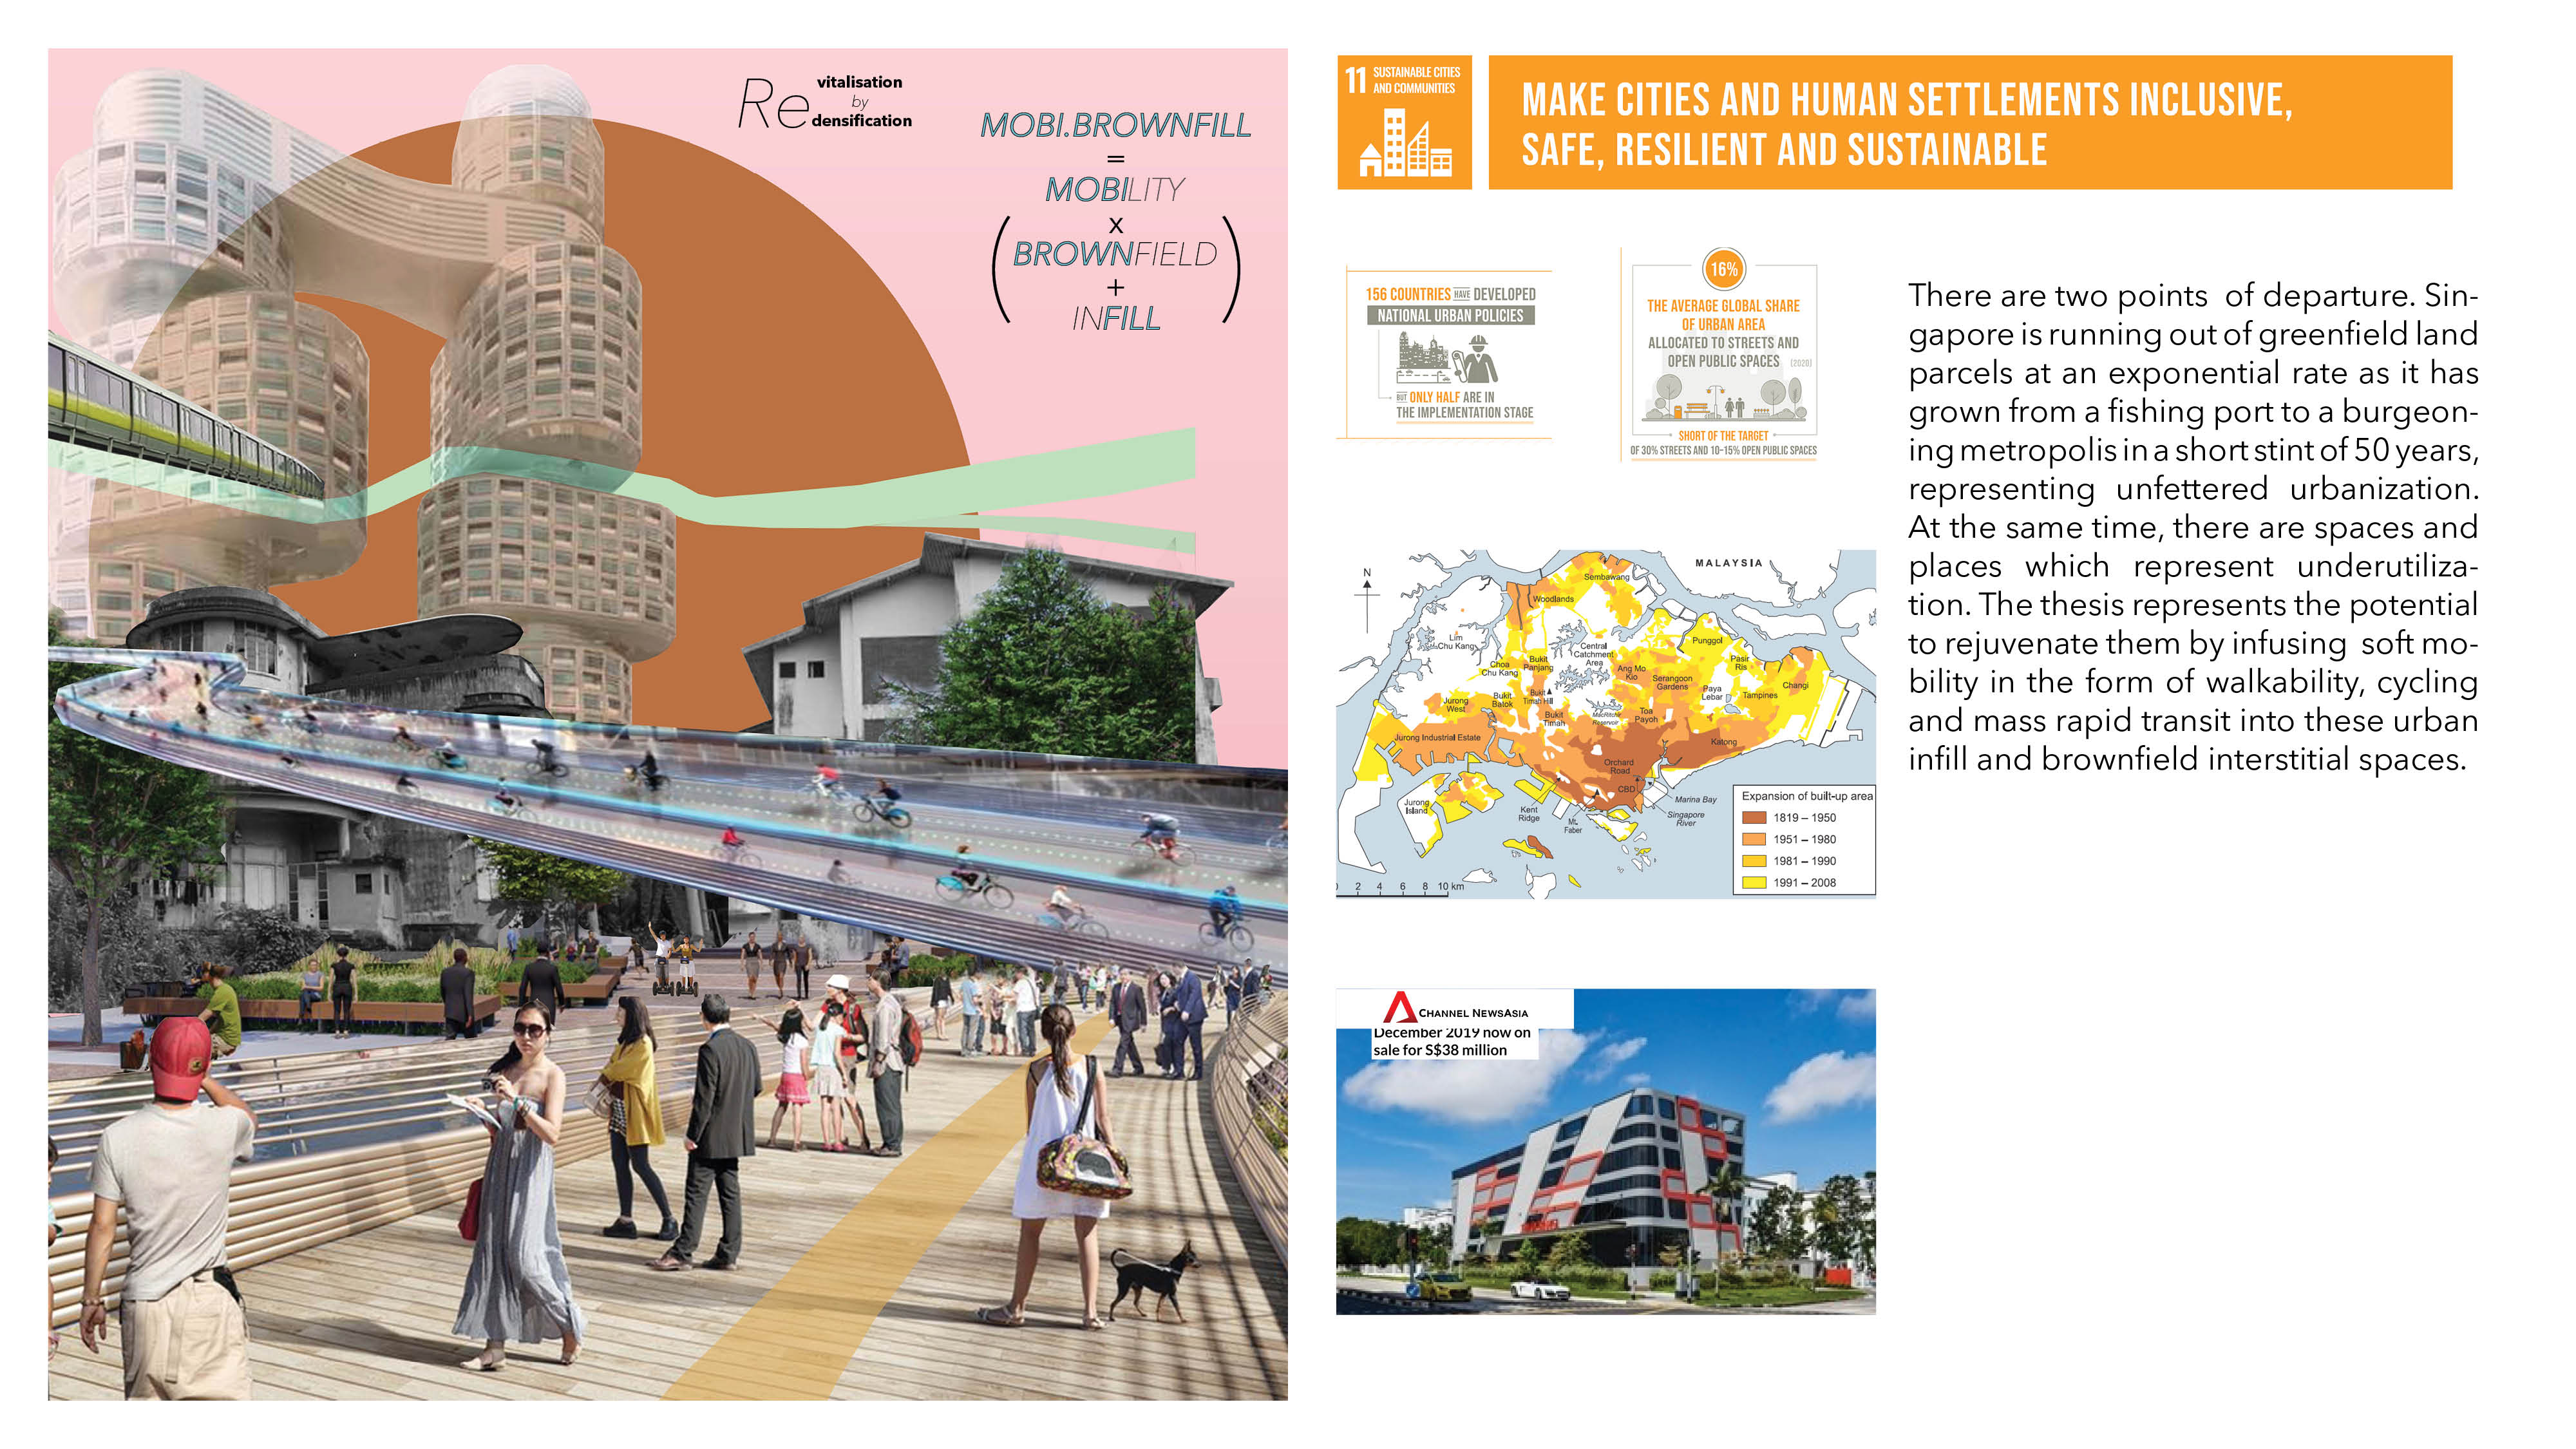 Re
vitalisation
by
densification
MOBI.BROWNFILL
=
MOBILITY
x
(BROWNFIELD
+
INFILL)
11 SUSTAINABLE CITIES
AND COMMUNITIES
MAKE CITIES AND HUMAN SETTLEMENTS INCLUSIVE,
SAFE, RESILIENT AND SUSTAINABLE
156 COUNTRIES HAVE DEVELOPED
NATIONAL URBAN POLICIES
BUT ONLY HALF ARE IN
THE IMPLEMENTATION STAGE
16%
THE AVERAGE GLOBAL SHARE
OF URBAN AREA
ALLOCATED TO STREETS AND
OPEN PUBLIC SPACES (2020)
SHORT OF THE TARGET
OF 30% STREETS AND 10-15% OPEN PUBLIC SPACES
There are two points of departure. Sin-
gapore is running out of greenfield land
parcels at an exponential rate as it has
grown from a fishing port to a burgeon-
ing metropolis in a short stint of 50 years,
representing unfettered urbanization.
At the same time, there are spaces and
places which represent underutiliza-
tion. The thesis represents the potential
to rejuvenate them by infusing soft mo-
bility in the form of walkability, cycling
and mass rapid transit into these urban
infill and brownfield interstitial spaces.
N
MALAYSIA
Sembawang
Woodlands
Lim
Chu Kang
Central
Catchment
Area
Punggol
Choa
Chu Kang
Bukit
Panjang
Ang Mo
Kio
Serangoon
Gardens
Pasir
Ris
Paya
Lebar
Tampines
Changi
Jurong
West
Bukit
Batok
Bukit
Timah Hill
Bukit
Timah
MacRitchie
Reservoir
Toa
Payoh
Jurong Industrial Estate
Katong
Orchard
Road
CBD
Marina Bay
Singapore
River
Jurong
Island
Kent
Ridge
Mt.
Faber
Expansion of built-up area
1819 – 1950
1951 – 1980
1981 – 1990
1991 – 2008
2 4 6 8 10 km
CHANNEL NEWSASIA
December 2019 now on
sale for S$38 million